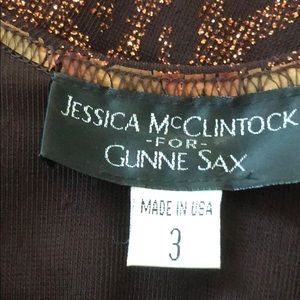 JESSICA MCCLINTOCK
-FOR-
GUNNE SAX
MADE IN USA
3